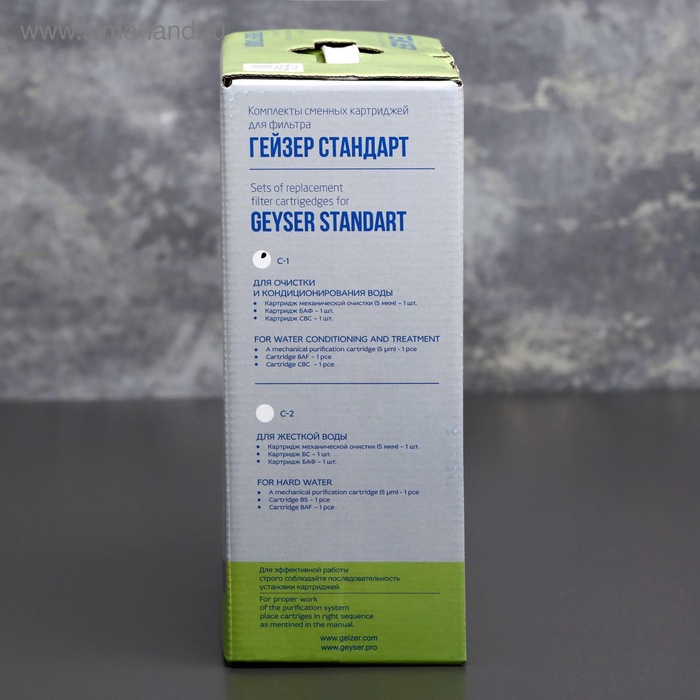 Комплекты сменных картриджей
для фильтра
ГЕЙЗЕР СТАНДАРТ
Sets of replacement
filter cartrigedges for
GEYSER STANDART
C-1
ДЛЯ ОЧИСТКИ
И КОНДИЦИОНИРОВАНИЯ ВОДЫ
• Картридж механической очистки (5 мкм) – 1 шт.
• Картридж БАФ – 1 шт.
• Картридж СВС – 1 шт.
FOR WATER CONDITIONING AND TREATMENT
• A mechanical purification cartridge (5 μm) - 1 pce
• Cartridge BAF – 1 pce
• Cartridge CBC – 1 pce
C-2
ДЛЯ ЖЕСТКОЙ ВОДЫ
• Картридж механической очистки (5 мкм) – 1 шт.
• Картридж БС – 1 шт.
• Картридж БАФ – 1 шт.
FOR HARD WATER
• A mechanical purification cartridge (5 μm) - 1 pce
• Cartridge BS – 1 pce
• Cartridge BAF – 1 pce
Для эффективной работы
строго соблюдайте последовательность
установки картриджей
For proper work
of the purification system
place cartriges in right sequence
as mentined in the manual.
www.geizer.com
www.geyser.pro